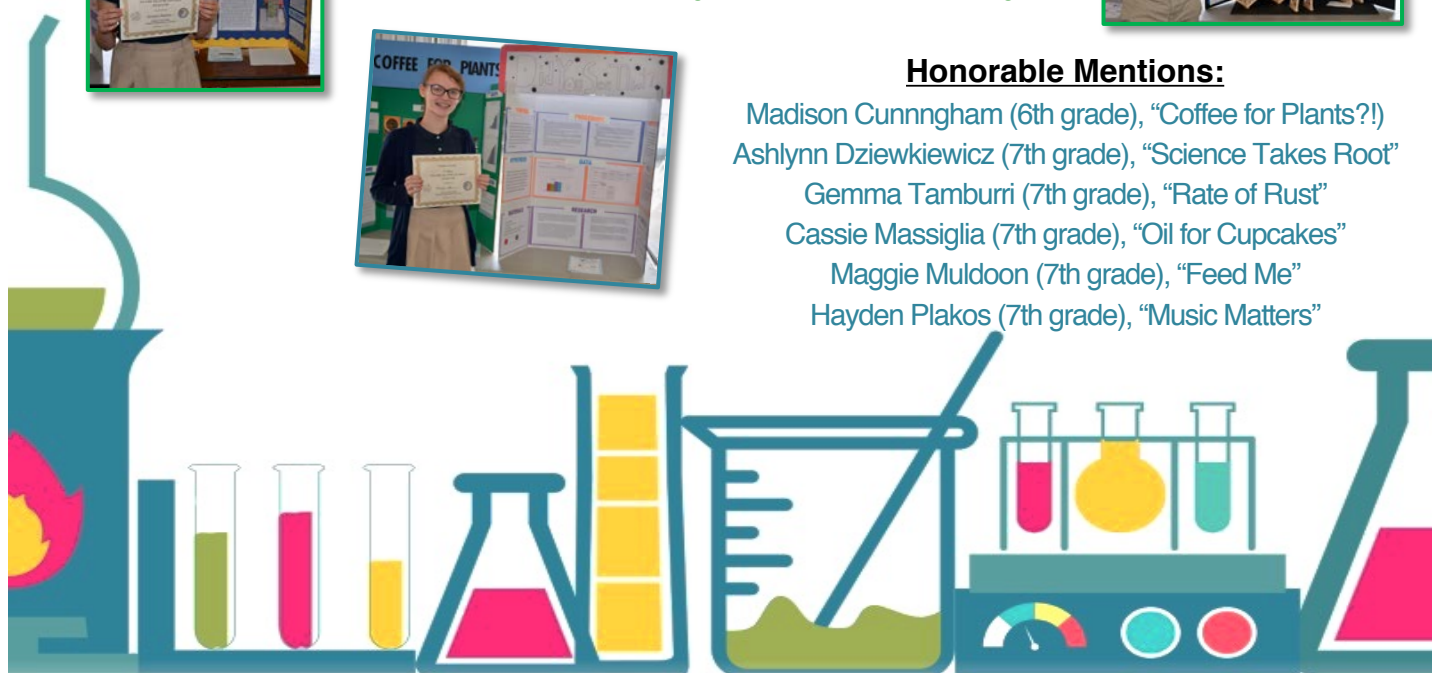 COFFEE FOR PLANTS
DATA
RESEARCH
Honorable Mentions:
Madison Cunnngham (6th grade), “Coffee for Plants?!)
Ashlynn Dziewkiewicz (7th grade), “Science Takes Root”
Gemma Tamburri (7th grade), “Rate of Rust”
Cassie Massiglia (7th grade), “Oil for Cupcakes”
Maggie Muldoon (7th grade), “Feed Me”
Hayden Plakos (7th grade), “Music Matters”